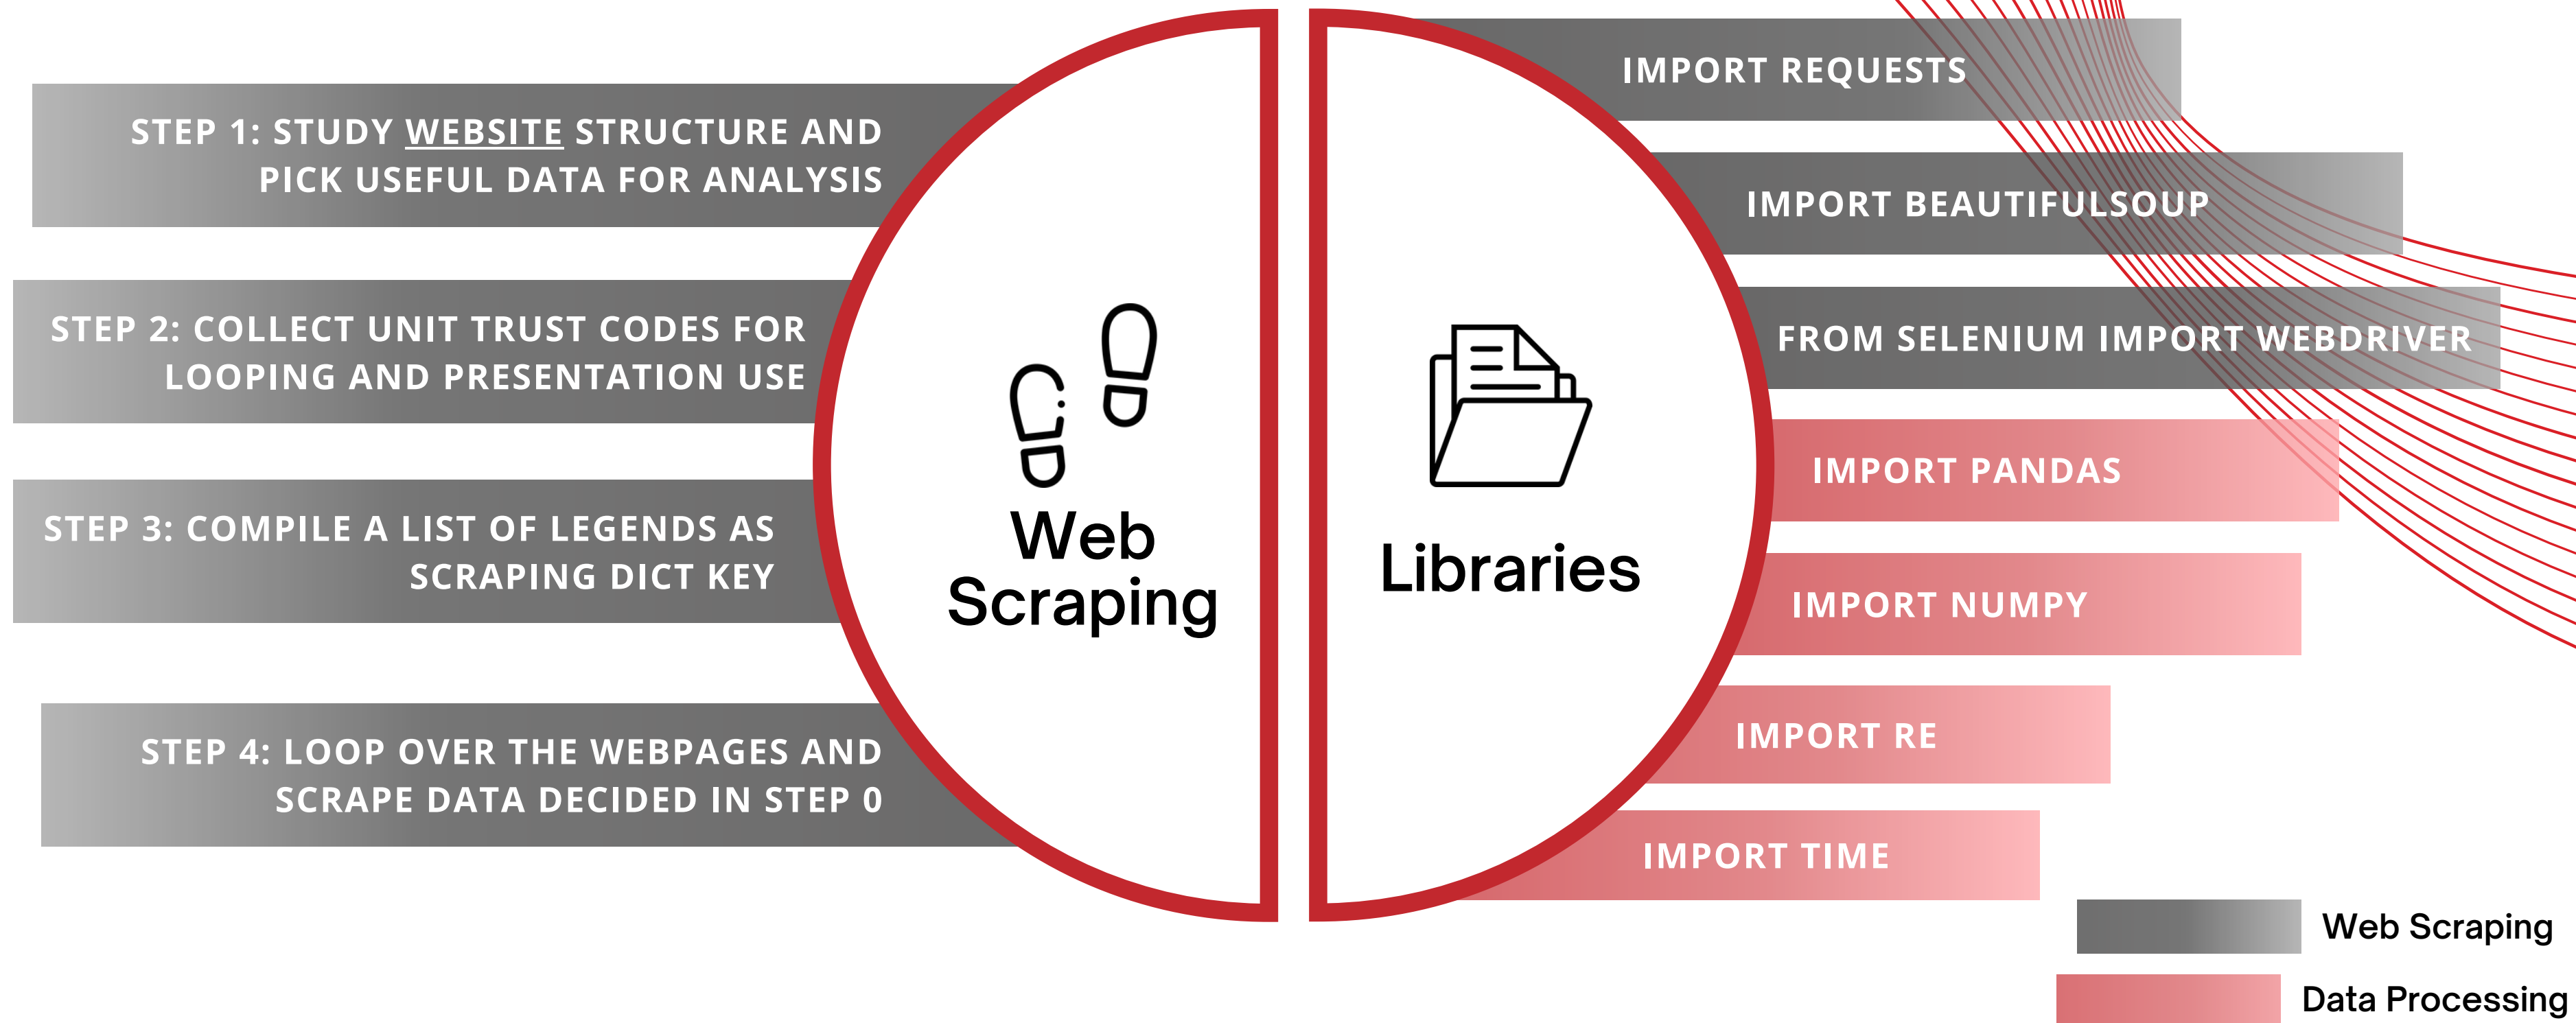 STEP 1: STUDY WEBSITE STRUCTURE AND
PICK USEFUL DATA FOR ANALYSIS
STEP 2: COLLECT UNIT TRUST CODES FOR
LOOPING AND PRESENTATION USE
STEP 3: COMPILE A LIST OF LEGENDS AS
SCRAPING DICT KEY
STEP 4: LOOP OVER THE WEBPAGES AND
SCRAPE DATA DECIDED IN STEP 0
Web
Scraping
Libraries
IMPORT REQUESTS
IMPORT BEAUTIFULSOUP
FROM SELENIUM IMPORT WEBDRIVER
IMPORT PANDAS
IMPORT NUMPY
IMPORT RE
IMPORT TIME
Web Scraping
Data Processing